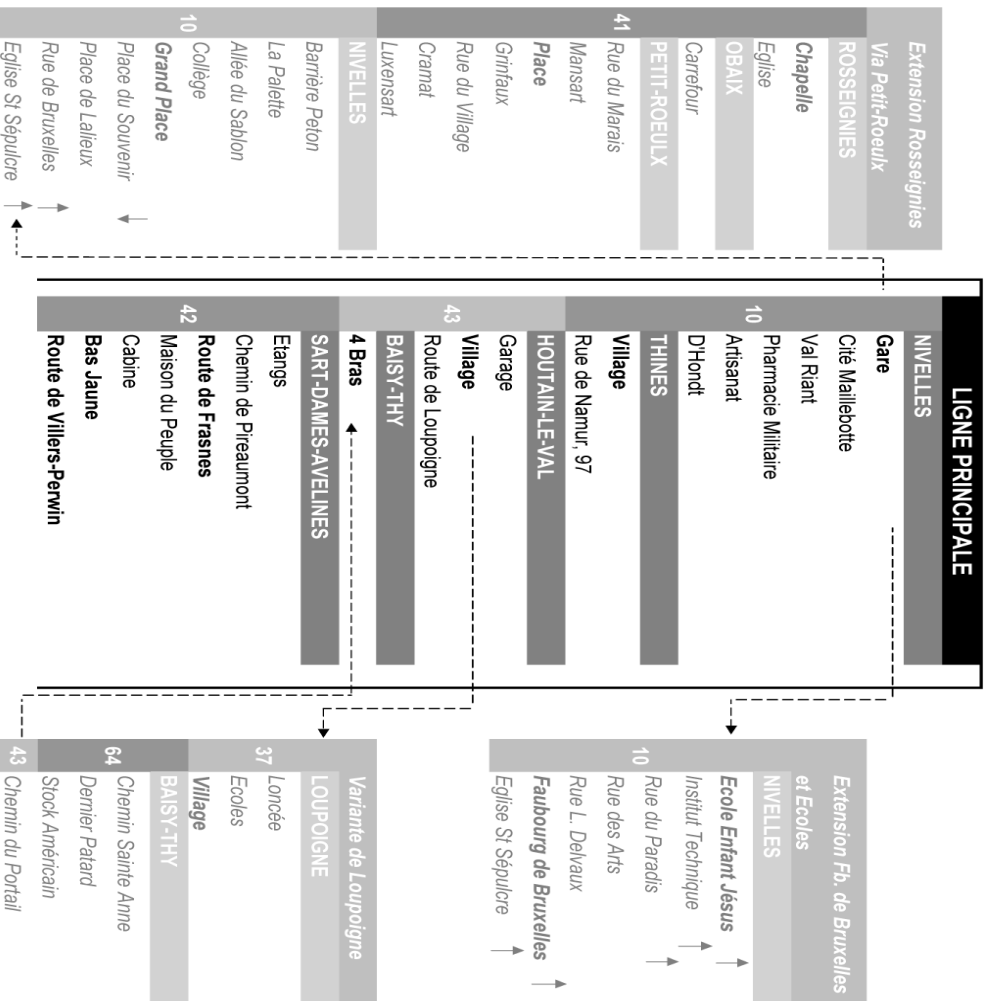 Extension Rosseignies
Via Petit-Roeulx
ROSSEIGNIES
Chapelle
Eglise
OBAIX
Carrefour
PETIT-ROEULX
Rue du Marais
Mansart
Place
Grinfaux
Rue du Village
Cramat
Luxensart
NIVELLES
Barrière Peton
La Palette
Allée du Sablon
Collège
Grand Place
Place du Souvenir
Place de Lalieux
Rue de Bruxelles
Eglise St Sépulcre
41
10
LIGNE PRINCIPALE
NIVELLES
Gare
Cité Maillebotte
Val Riant
Pharmacie Militaire
Artisanat
D'Hondt
THINES
Village
Rue de Namur, 97
HOUTAIN-LE-VAL
Garage
Village
Route de Loupoigne
BAISY-THY
4 Bras
SART-DAMES-AVELINES
Etangs
Chemin de Pireaumont
Route de Frasnes
Maison du Peuple
Cabine
Bas Jaune
Route de Villers-Perwin
10
43
42
Extension Fb. de Bruxelles
et Ecoles
NIVELLES
Ecole Enfant Jésus
Institut Technique
Rue du Paradis
Rue des Arts
Rue L. Delvaux
Faubourg de Bruxelles
Eglise St Sépulcre
10
Variante de Loupoigne
LOUPOIGNE
Loncée
Ecoles
Village
BAISY-THY
Chemin Sainte Anne
Dernier Patard
Stock Américain
Chemin du Portail
37
64
43